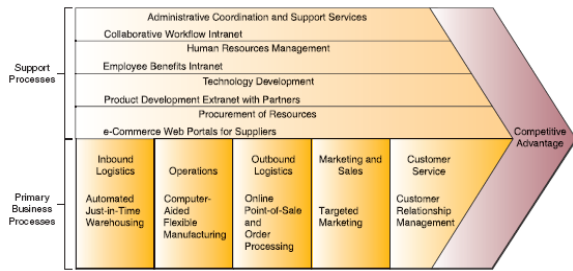 Administrative Coordination and Support Services
Collaborative Workflow Intranet
Human Resources Management
Support
Processes
Employee Benefits Intranet
Technology Development
Product Development Extranet with Partners
Procurement of Resources
e-Commerce Web Portals for Suppliers
Competitive
Advantage
Primary
Business
Processes
Inbound
Logistics
Automated
Just-in-Time
Warehousing
Operations
Computer-
Aided
Flexible
Manufacturing
Outbound
Logistics
Online
Point-of-Sale
and
Order
Processing
Marketing and
Sales
Targeted
Marketing
Customer
Service
Customer
Relationship
Management